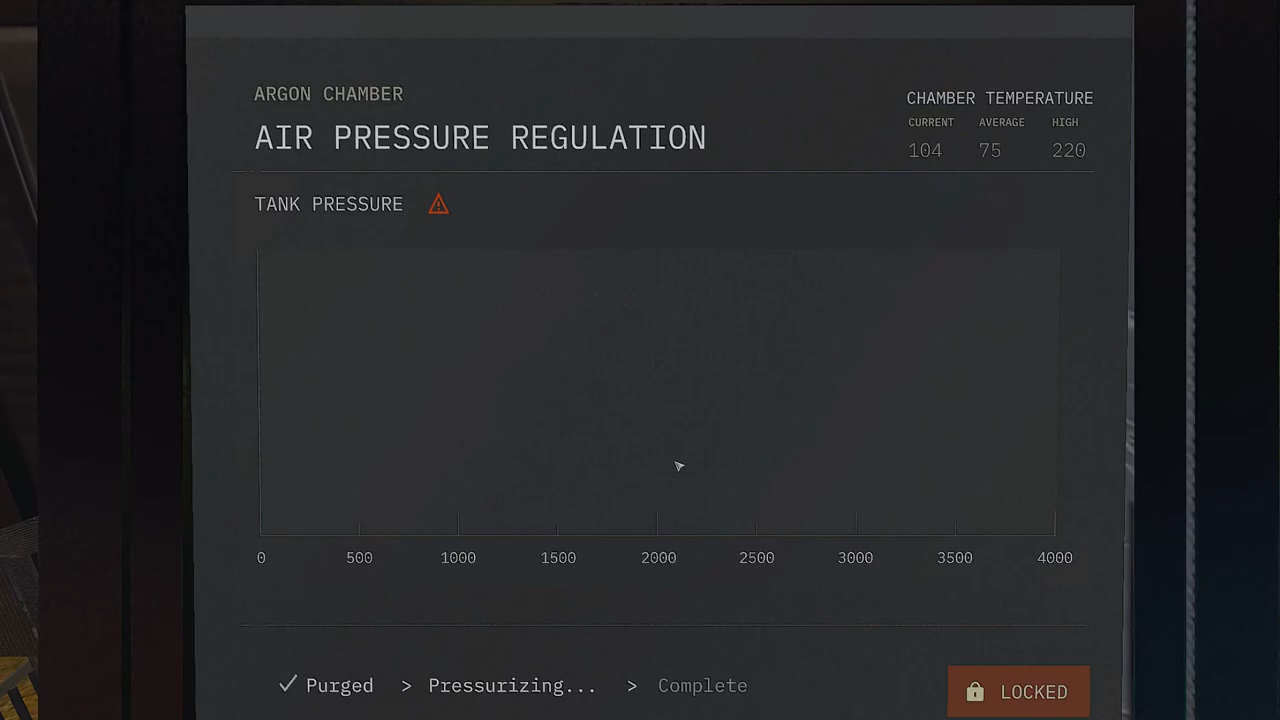 ARGON CHAMBER
AIR PRESSURE REGULATION
CHAMBER TEMPERATURE
CURRENT AVERAGE HIGH
104 75 220
TANK PRESSURE
0 500 1000 1500 2000 2500 3000 3500 4000
Purged > Pressurizing... > Complete
LOCKED